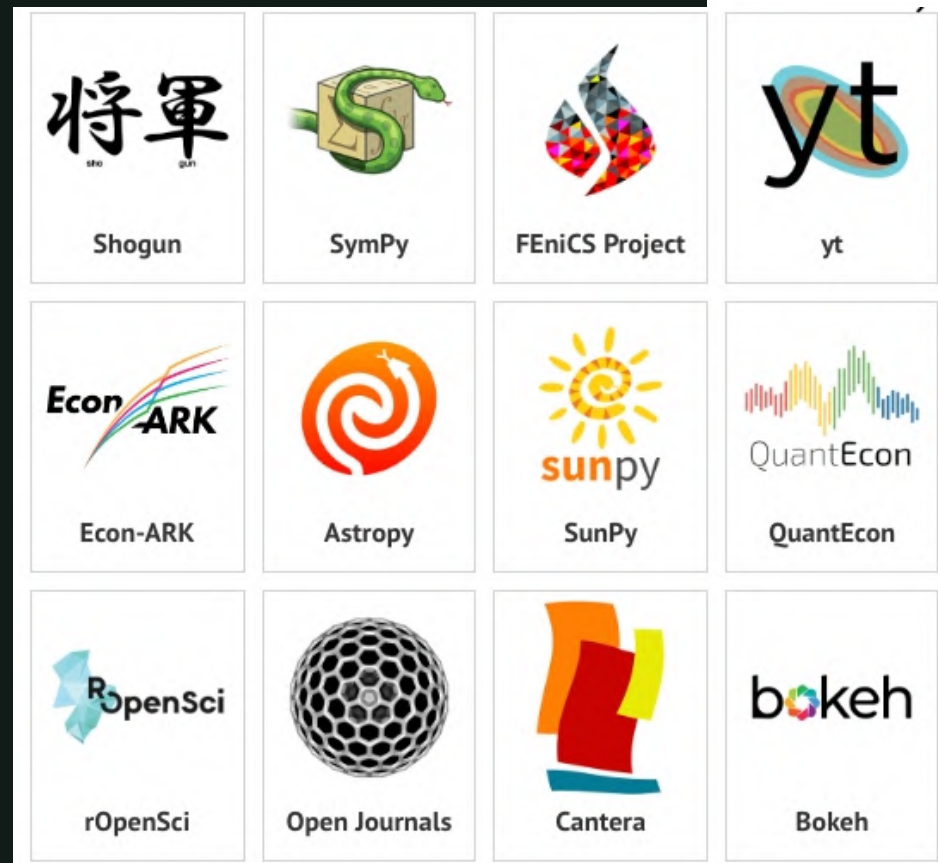 将軍
sho gun
Shogun
SymPy
FEniCS Project
yt
yt
Econ ARK
Econ-ARK
Astropy
sunpy
SunPy
QuantEcon
QuantEcon
rOpenSci
rOpenSci
Open Journals
Cantera
bokeh
Bokeh